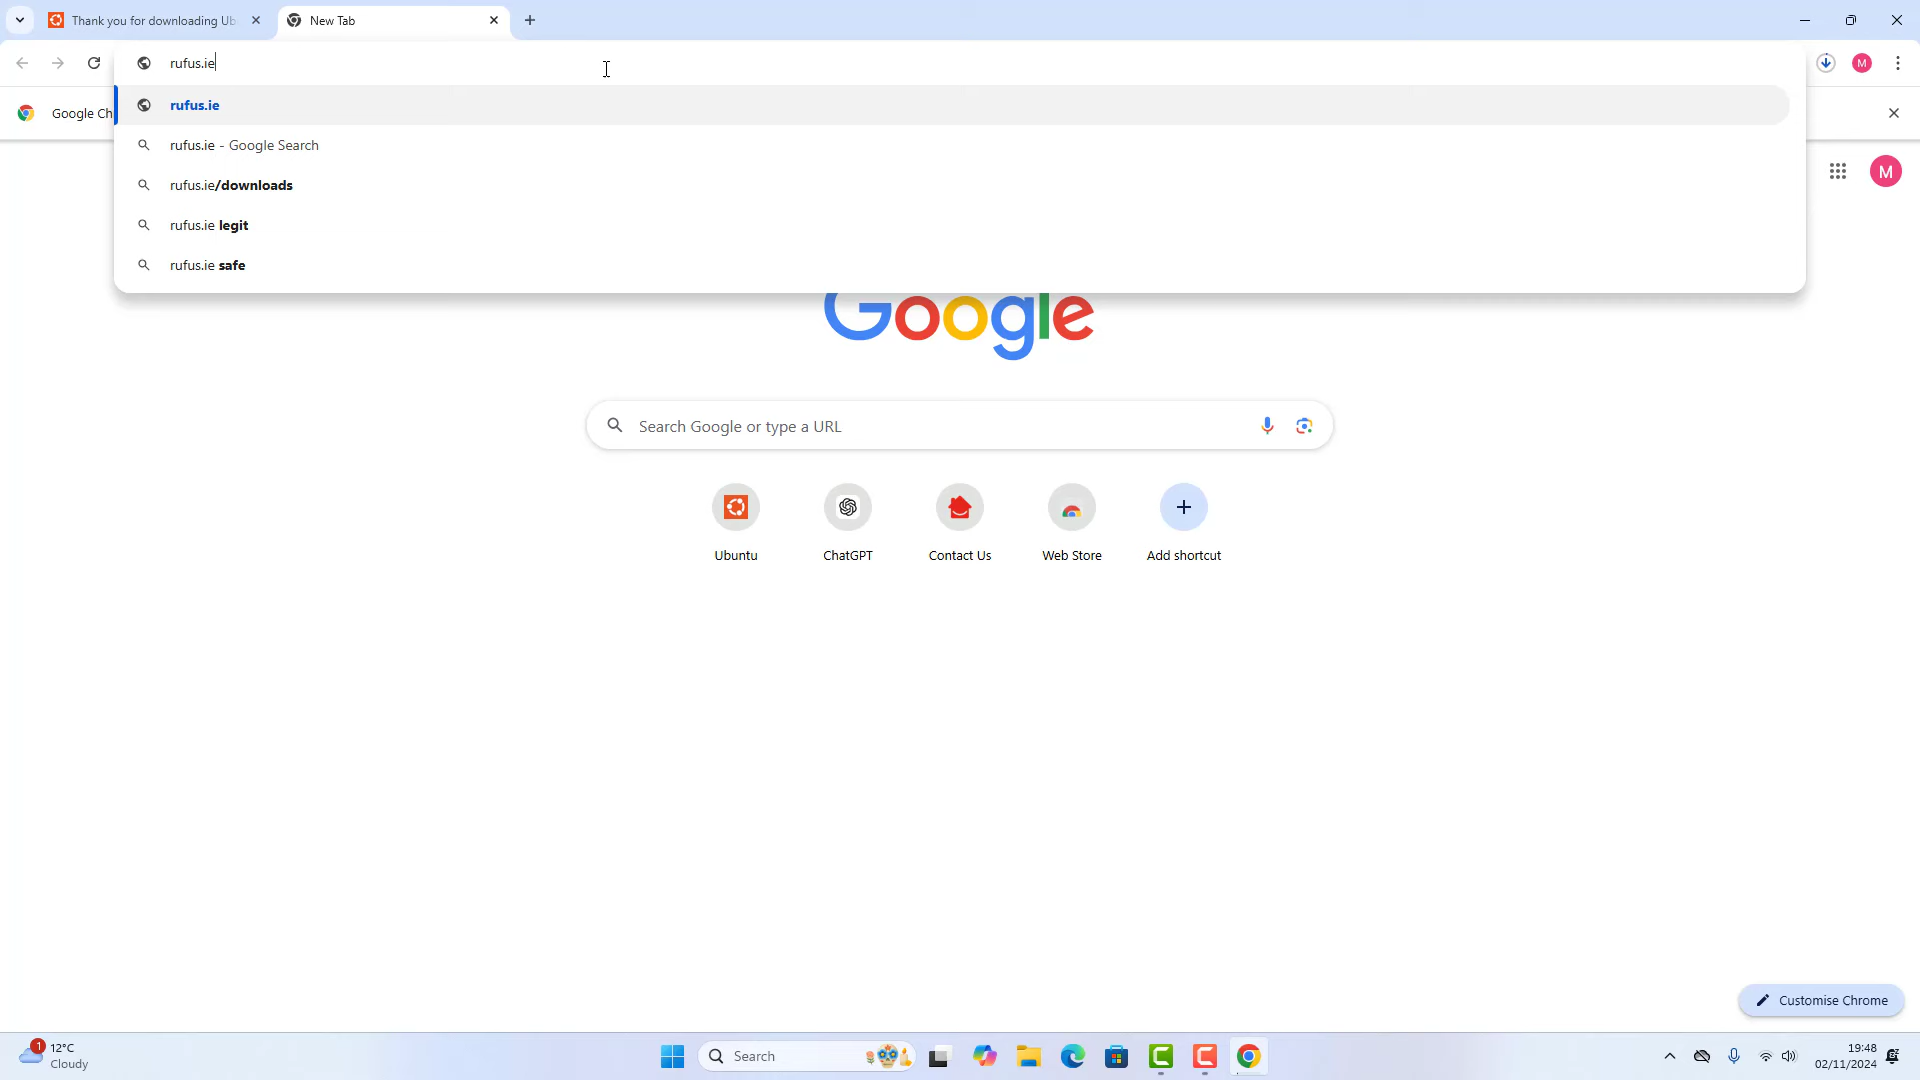 Thank you for downloading Ub
New Tab
rufus.ie
Google Ch
rufus.ie
rufus.ie - Google Search
rufus.ie/downloads
rufus.ie legit
rufus.ie safe
M
M
Google
Search Google or type a URL
Ubuntu
ChatGPT
Contact Us
Web Store
Add shortcut
Customise Chrome
1
12°C
Cloudy
Search
19:48
02/11/2024